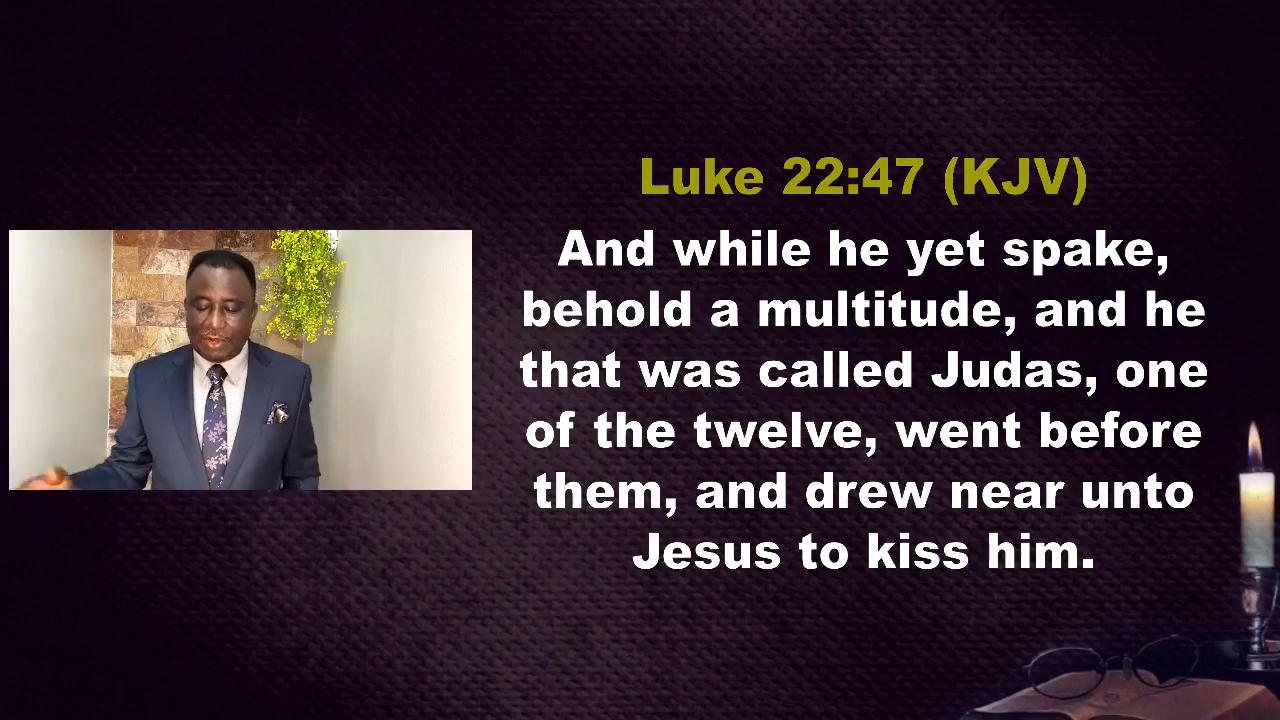 Luke 22:47 (KJV)
And while he yet spake,
behold a multitude, and he
that was called Judas, one
of the twelve, went before
them, and drew near unto
Jesus to kiss him.